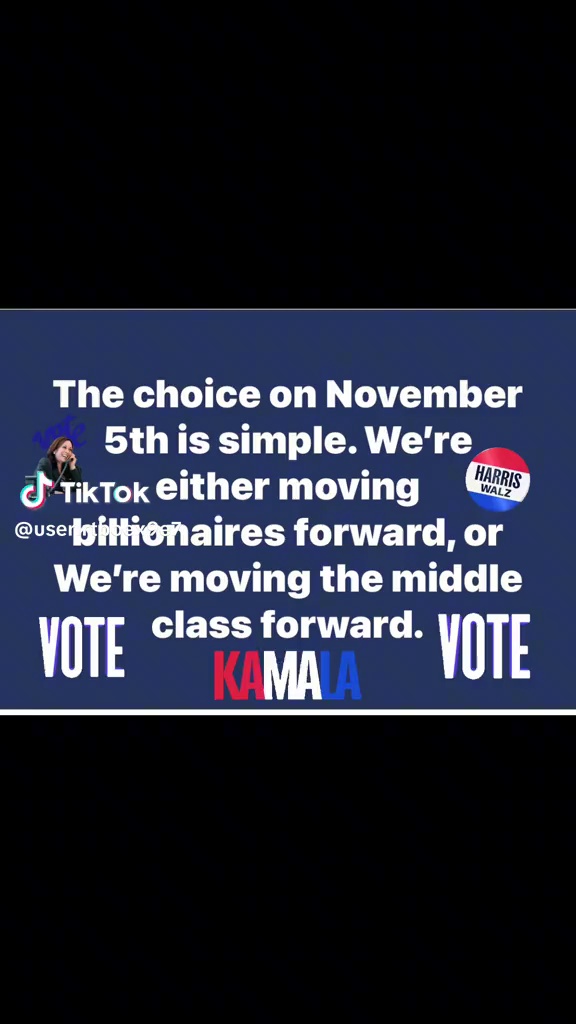 The choice on November
vote
5th is simple. We're
HARRIS
WALZ
TikTok
either moving
billionaires forward, or
We're moving the middle
class forward.
VOTE
VOTE
KAMALA